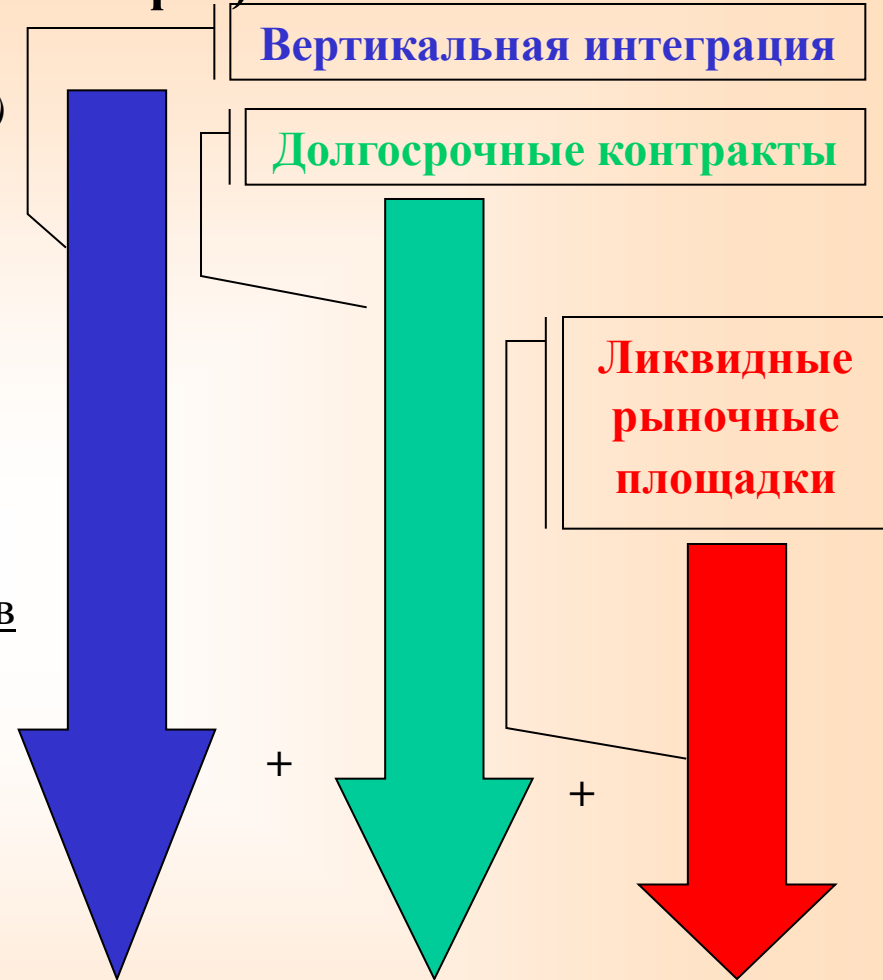 Вертикальная интеграция
)
Долгосрочные контракты
Ликвидные
рыночные
площадки
в
+
+